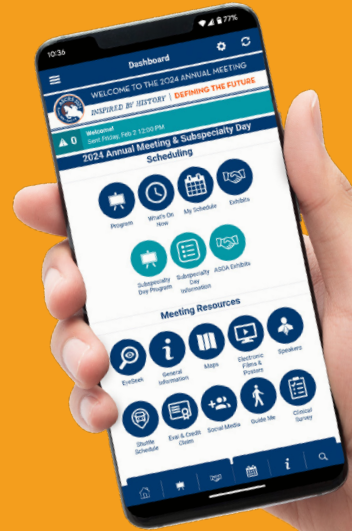 10:36
77%
Dashboard
WELCOME TO THE 2024 ANNUAL MEETING
INSPIRED BY HISTORY | DEFINING THE FUTURE
0
Welcome!
Sent Friday, Feb 2 12:00 PM
2024 Annual Meeting & Subspecialty Day
Scheduling
Program
What's On
Now
My Schedule
Exhibits
Subspecialty
Day Program
Subspecialty
Day
Information
ASOA Exhibits
Meeting Resources
EyeSeek
General
Information
Maps
Electronic
Films &
Posters
Speakers
Shuttle
Schedule
Eval & Credit
Claim
Social Media
Guide Me
Clinical
Survey